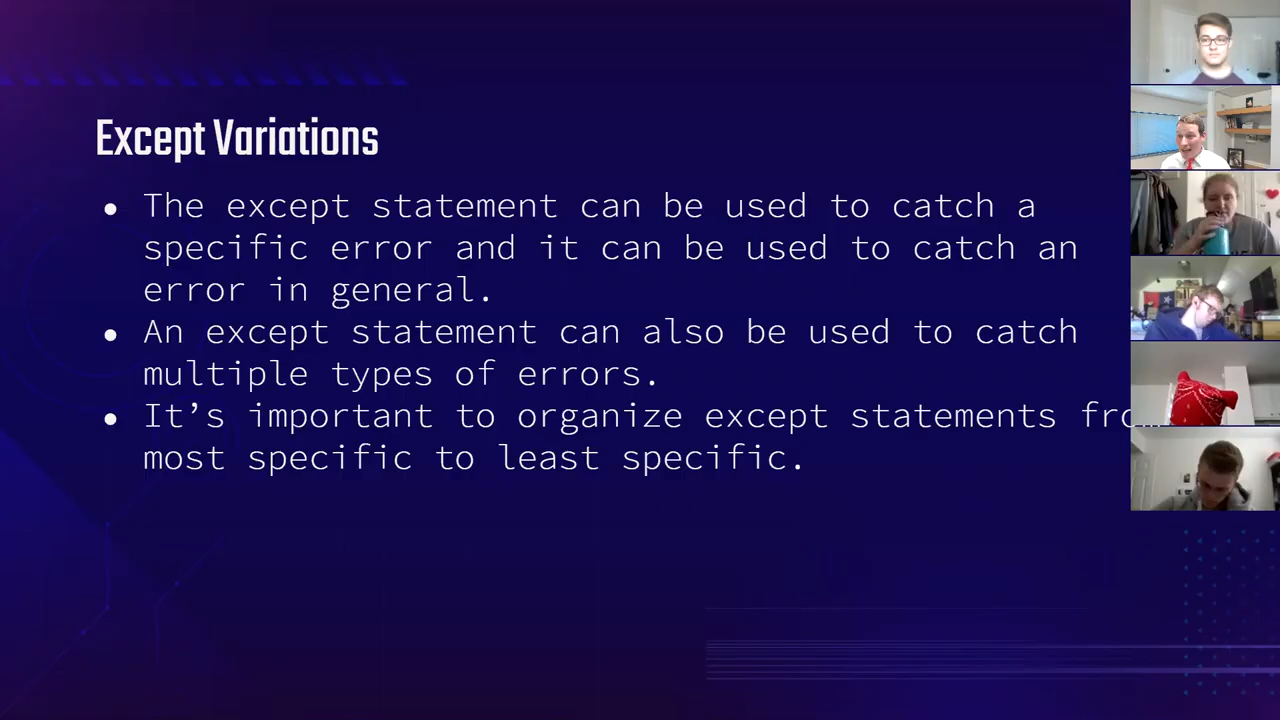 Except Variations
● The except statement can be used to catch a
specific error and it can be used to catch an
error in general.
● An except statement can also be used to catch
multiple types of errors.
● It’s important to organize except statements from
most specific to least specific.